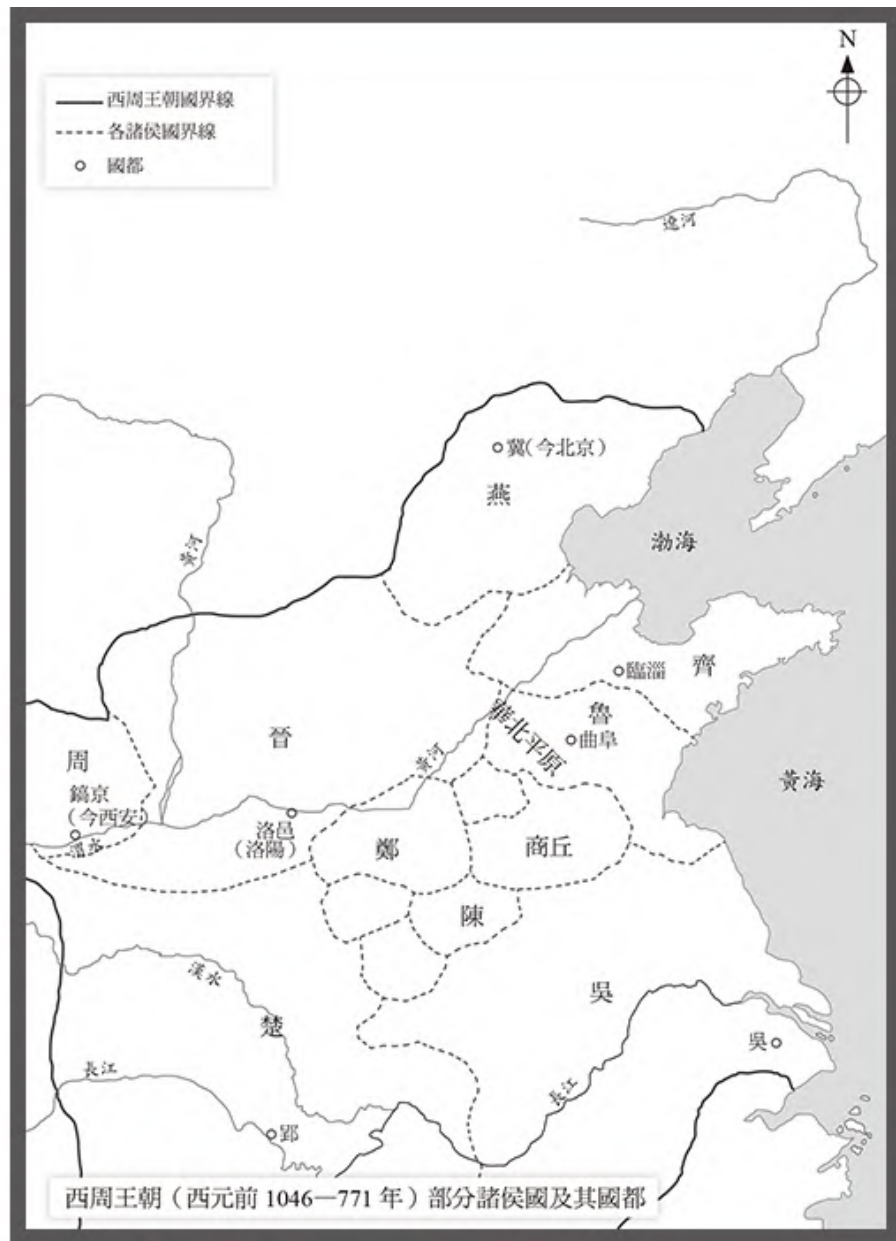 N
西周王朝國界線
各諸侯國界線
國都
遼河
冀(今北京)
燕
黃河
渤海
臨淄
齊
魯
華北平原
曲阜
晉
黃河
黃海
周
鎬京
(今西安)
渭水
洛邑
(洛陽)
鄭
商丘
陳
漢水
吳
楚
吳
長江
長江
郢
西周王朝(西元前 1046—771 年)部分諸侯國及其國都